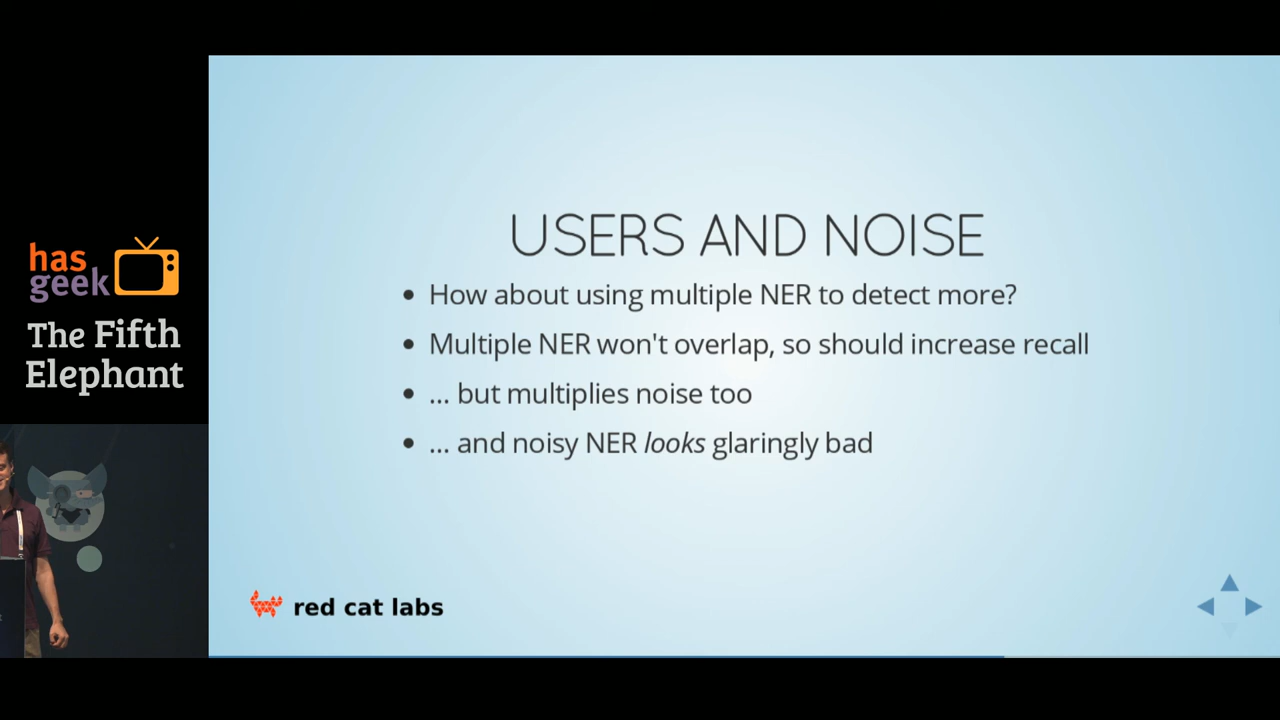 has
geek
The Fifth
Elephant
USERS AND NOISE
• How about using multiple NER to detect more?
• Multiple NER won't overlap, so should increase recall
• ... but multiplies noise too
• ... and noisy NER looks glaringly bad
red cat labs